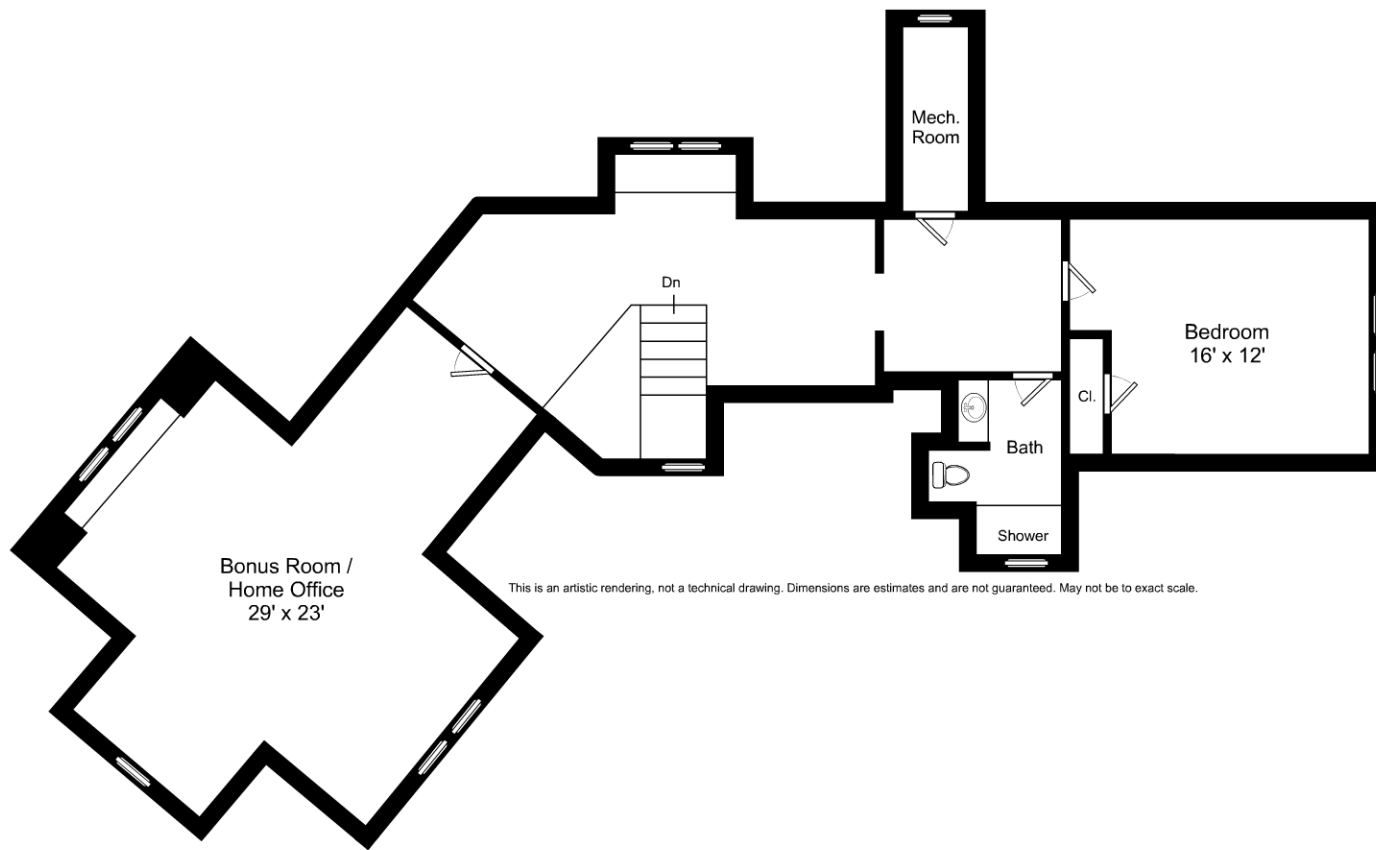 Mech.
Room
Dn
Bedroom
16' x 12'
Cl.
Bath
Shower
Bonus Room /
Home Office
29' x 23'
This is an artistic rendering, not a technical drawing. Dimensions are estimates and are not guaranteed. May not be to exact scale.